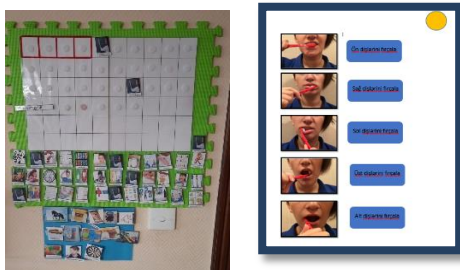 Ön dişlerini fırçala
Sağ dişlerini fırçala
Sol dişlerini fırçala
Üst dişlerini fırçala
Alt dişlerini fırçala